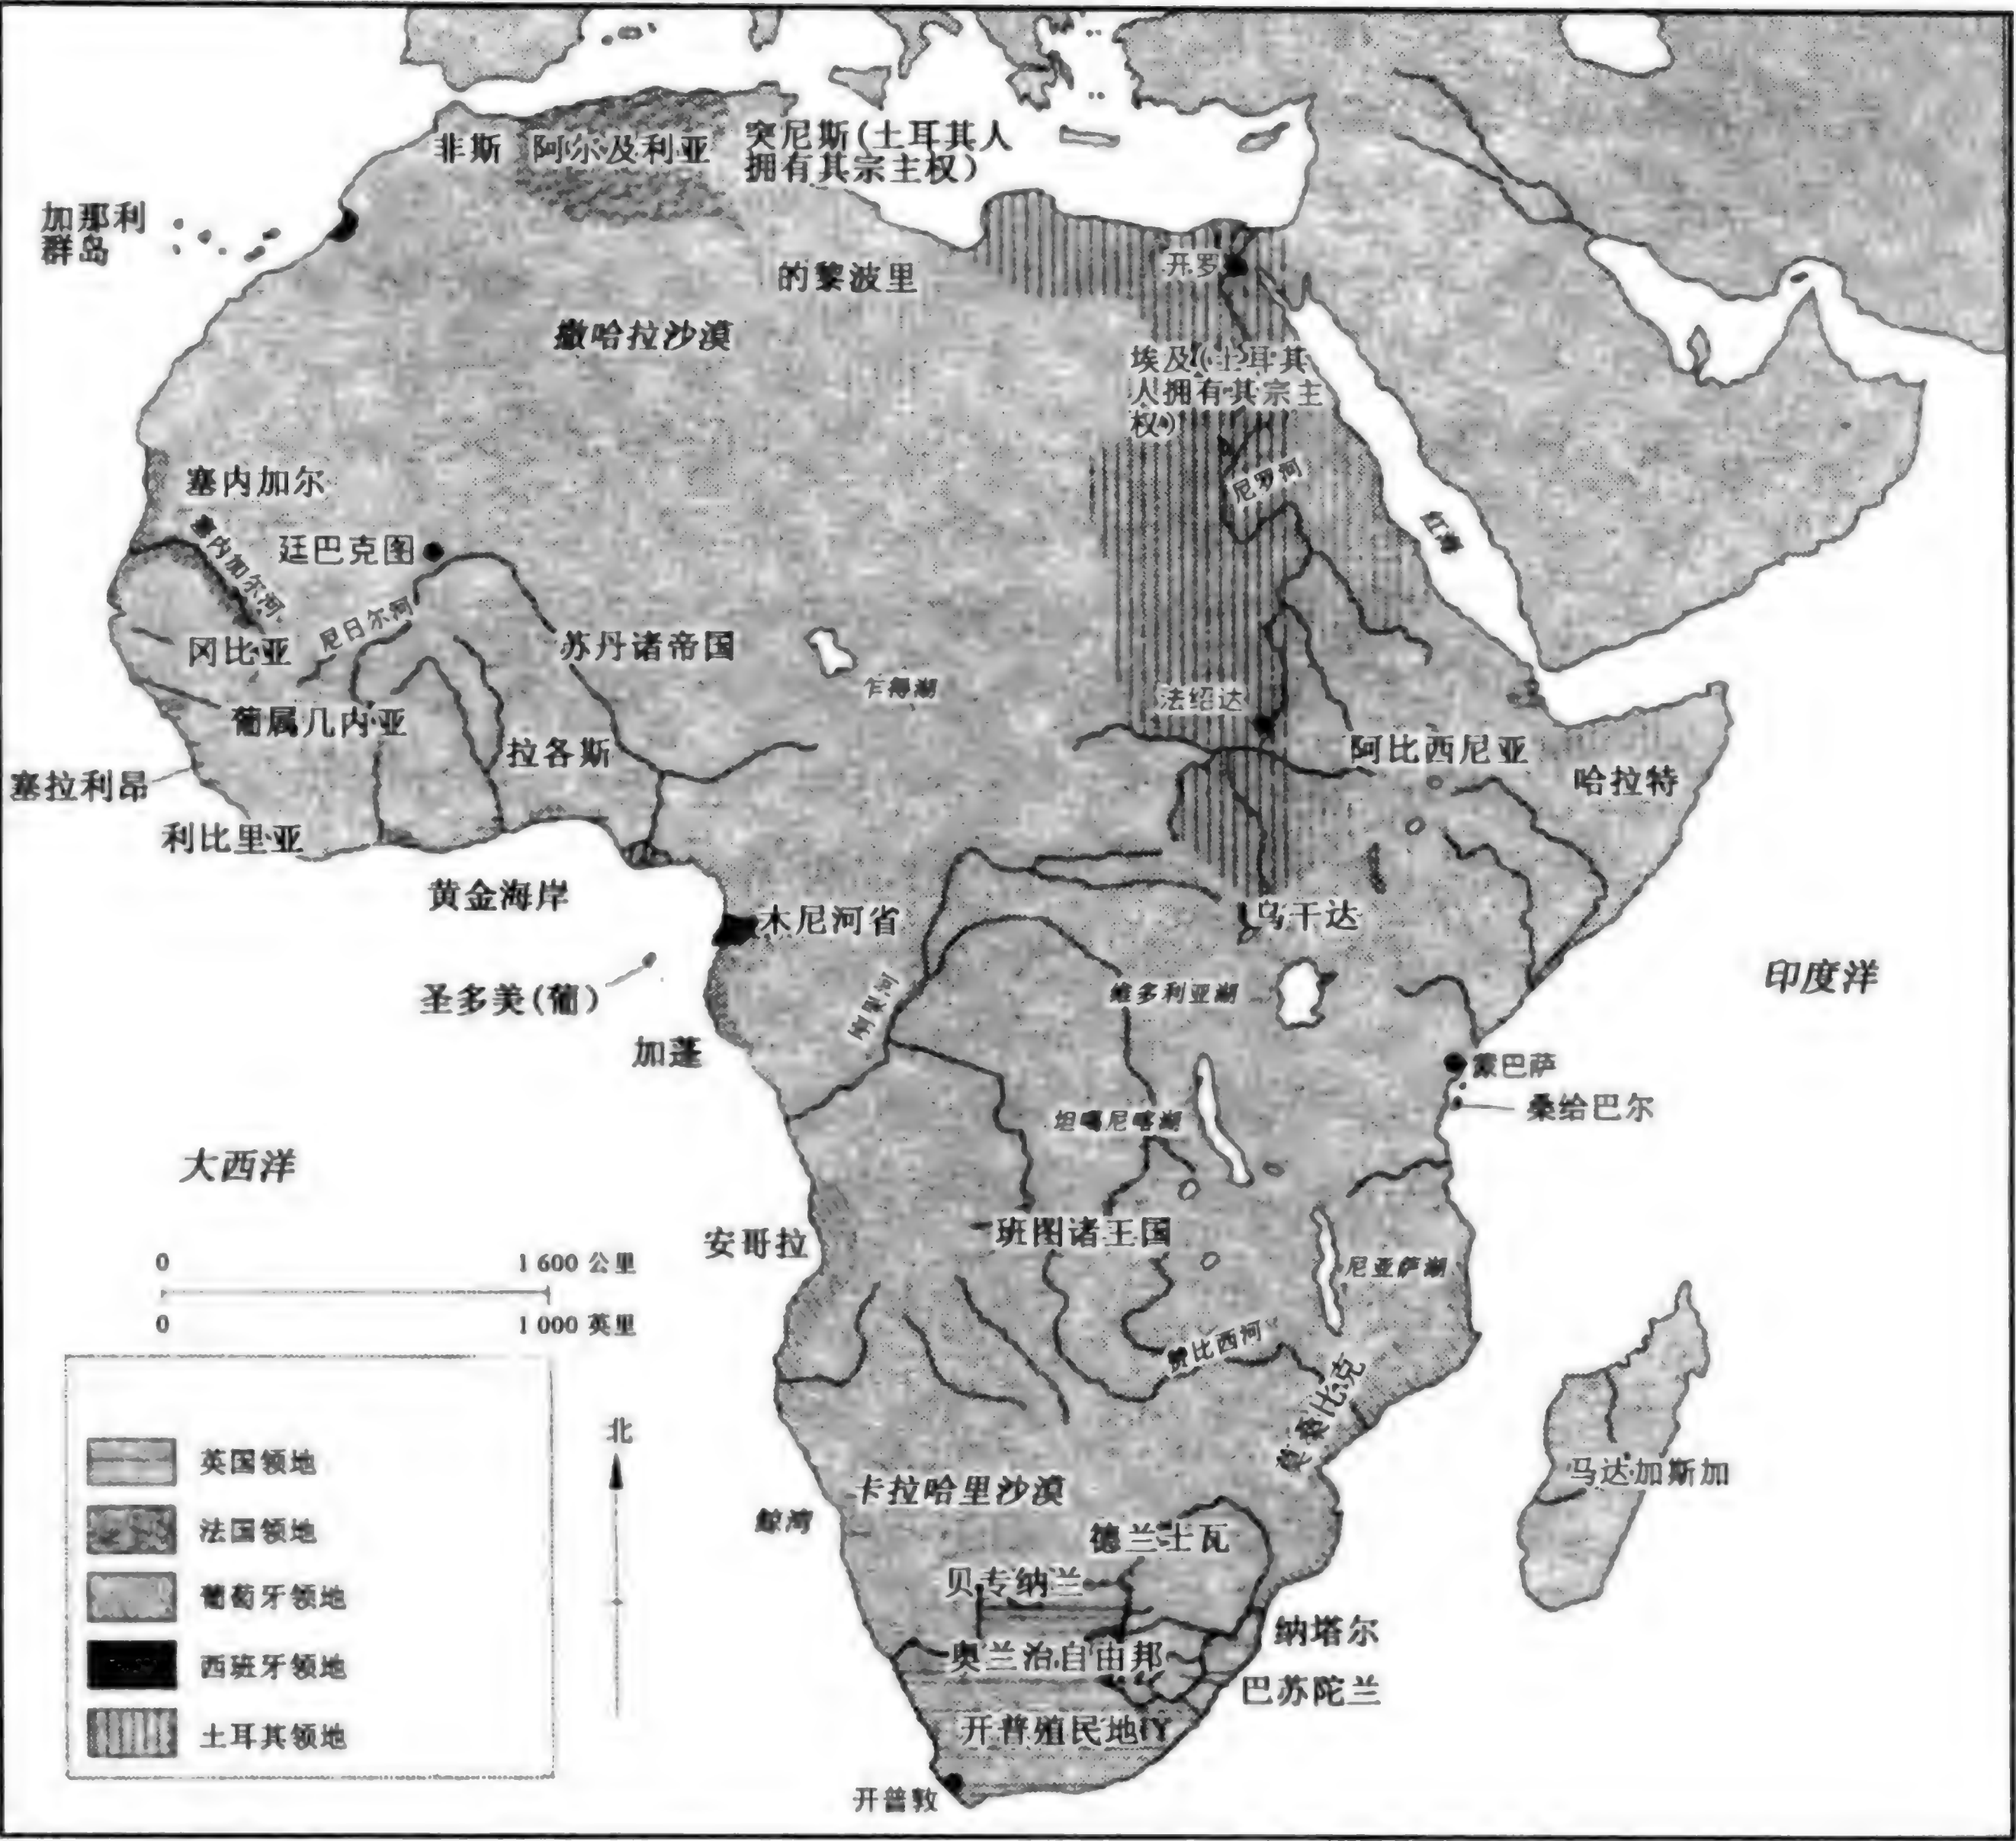 非斯
阿尔及利亚
突尼斯(土耳其人
拥有其宗主权)
加那利
群岛
的黎波里
开罗
撒哈拉沙漠
埃及(土耳其
人拥有其宗主
权)
塞内加尔
尼罗河
红海
塞内加尔河
廷巴克图
尼日尔河
冈比亚
苏丹诸帝国
乍得湖
法绍达
葡属几内亚
拉各斯
阿比西尼亚
哈拉特
塞拉利昂
利比里亚
黄金海岸
木尼河省
乌干达
印度洋
圣多美(葡)
刚果河
维多利亚湖
加蓬
蒙巴萨
桑给巴尔
坦噶尼喀湖
大西洋
安哥拉
班图诸王国
尼亚萨湖
0
1 600 公里
0
1 000 英里
赞比西河
莫桑比克
北
英国领地
法国领地
葡萄牙领地
西班牙领地
土耳其领地
卡拉哈里沙漠
马达加斯加
鲸湾
德兰士瓦
贝专纳兰
纳塔尔
奥兰治自由邦
巴苏陀兰
开普殖民地
开普敦